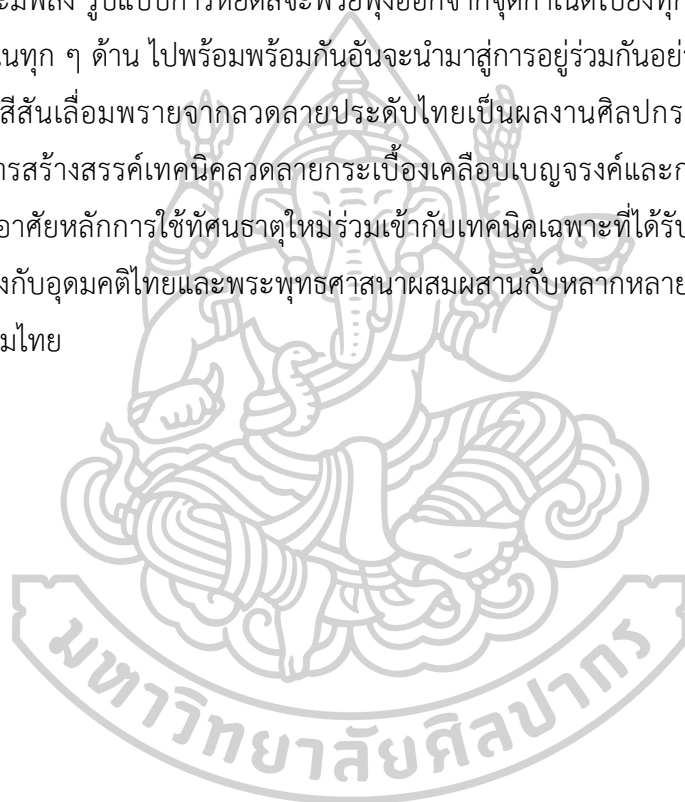 รูปแบบการหยดสีจะพวยพุ่งออกจากจุดกำเนิดเบื้อง
นทุก ๆ ด้าน ไปพร้อมพร้อมกันอันจะนำมาสู่การอยู่ร่วมกันอย่
สีสันเลื่อมพรายจากลวดลายประดับไทยเป็นผลงานศิลปกร
ารสร้างสรรค์เทคนิคลวดลายกระเบื้องเคลือบเบญจรงค์และก
อาศัยหลักการใช้ทัศนธาตุใหม่ร่วมเข้ากับเทคนิคเฉพาะที่ได้รับ
งกับอุดมคติไทยและพระพุทธศาสนาผสมผสานกับหลากหลาย
มไทย
มหาวิทยาลัยศิลปากร